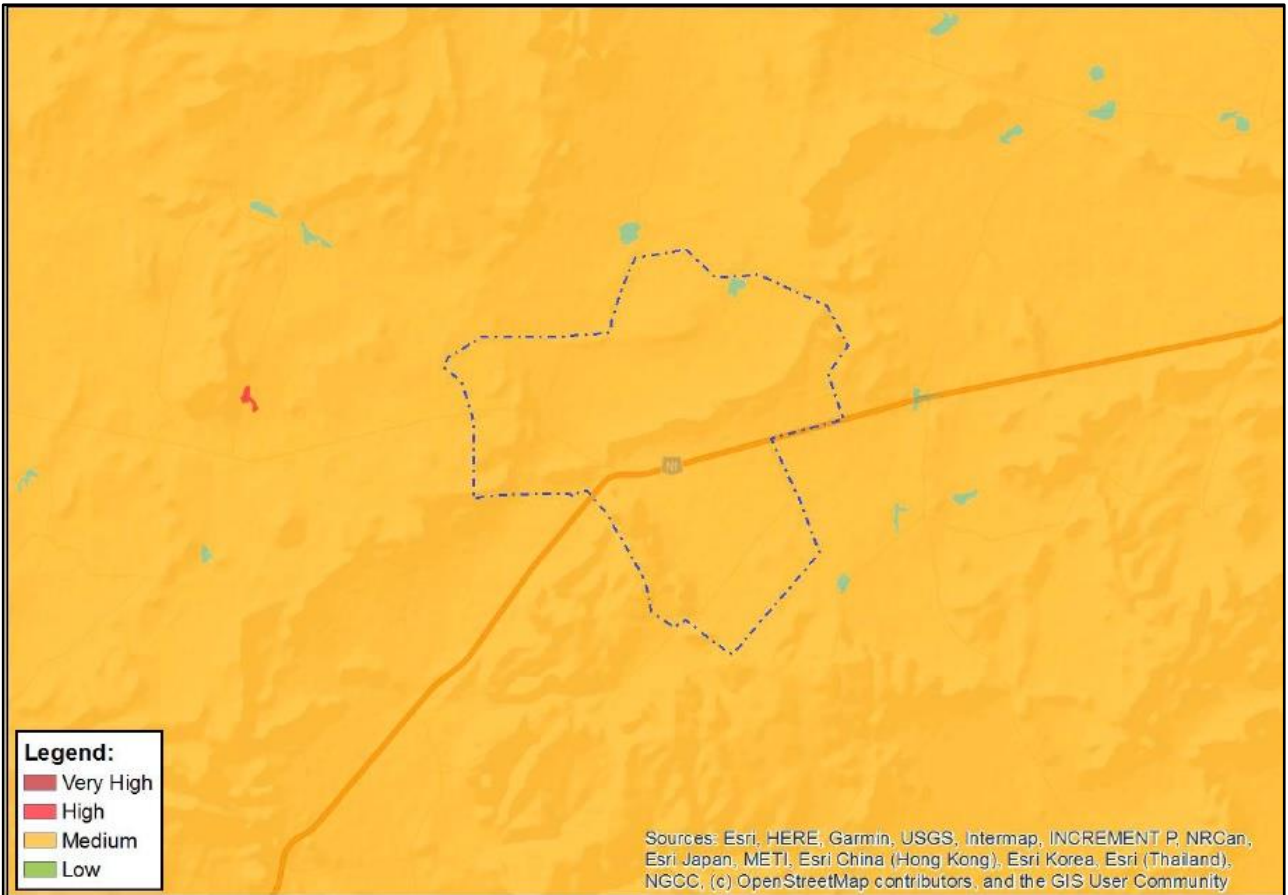 N1
Legend:
Very High
High
Medium
Low
Sources: Esri, HERE, Garmin, USGS, Intermap, INCREMENT P, NRCan,
Esri Japan, METI, Esri China (Hong Kong), Esri Korea, Esri (Thailand),
NGCC, (c) OpenStreetMap contributors, and the GIS User Community